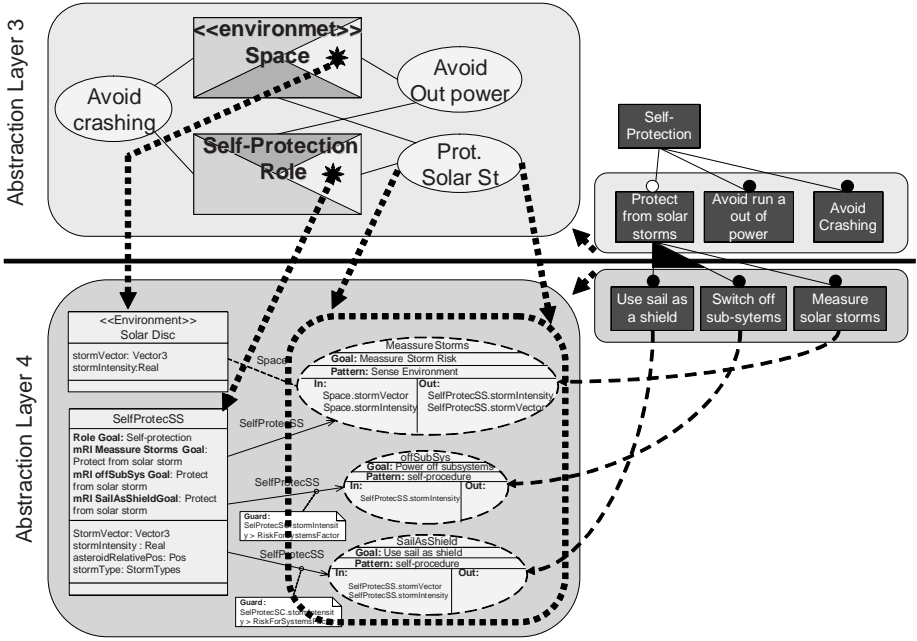 Abstraction Layer 3
<<environmet>>
Space
Avoid
crashing
Avoid
Out power
Self-Protection
Role
Prot.
Solar St
Self-
Protection
Protect
from solar
storms
Avoid run a
out of
power
Avoid
Crashing
Use sail as
a shield
Switch off
sub-sytems
Measure
solar storms
Abstraction Layer 4
<<Environment>>
Solar Disc
stormVector: Vector3
stormIntensity:Real
Space
MeassureStorms
Goal: Meassure Storm Risk
Pattern: Sense Environment
In:
Space.stormVector
Space.stormIntensity
Out:
SelfProtecSS.stormIntensity
SelfProtecSS.stormVector
SelfProtecSS
Role Goal: Self-protection
mRI Meassure Storms Goal:
Protect from solar storm
mRI offSubSys Goal: Protect
from solar storm
mRI SailAsShieldGoal: Protect
from solar storm
StormVector: Vector3
stormIntensity : Real
asteroidRelativePos: Pos
stormType: StormTypes
SelfProtecSS
SelfProtecSS
offSubSys
Goal: Power off subsystems
Pattern: self-procedure
In:
SelfProtecSS.stormIntensity
Out:
Guard:
SelProtecSC.stormIntensit
y > RiskForSystemsFactor
SelfProtecSS
SailAsShield
Goal: Use sail as shield
Pattern: self-procedure
In:
SelfProtecSS.stormVector
SelfProtecSS.stormIntensity
Out:
Guard:
SelProtecSC.stormIntensit
y > RiskForSystemsFactor